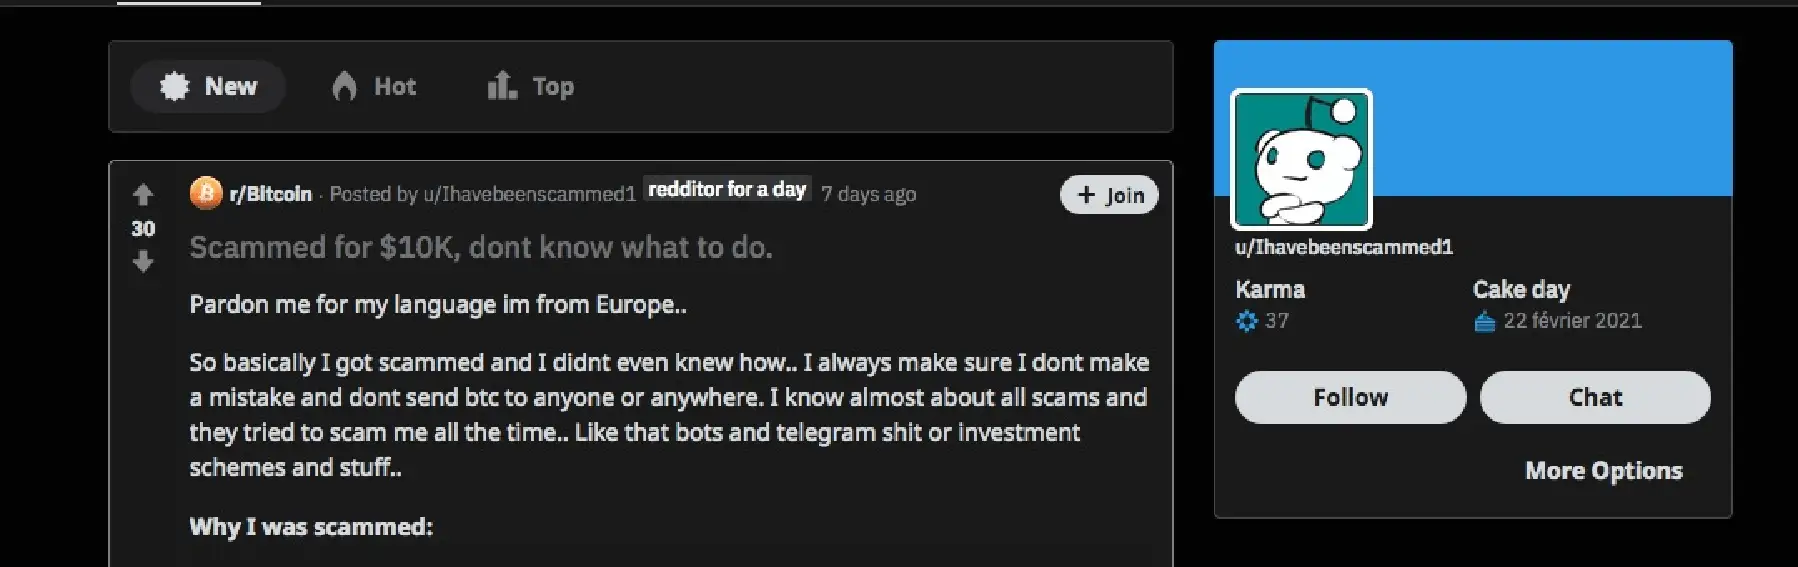 New Hot Top
r/Bitcoin · Posted by u/Ihavebeenscammed1 redditor for a day 7 days ago + Join
30
Scammed for $10K, dont know what to do.
Pardon me for my language im from Europe..
So basically I got scammed and I didnt even knew how.. I always make sure I dont make
a mistake and dont send btc to anyone or anywhere. I know almost about all scams and
they tried to scam me all the time.. Like that bots and telegram shit or investment
schemes and stuff..
Why I was scammed:
u/Ihavebeenscammed1
Karma Cake day
37 22 février 2021
Follow Chat
More Options